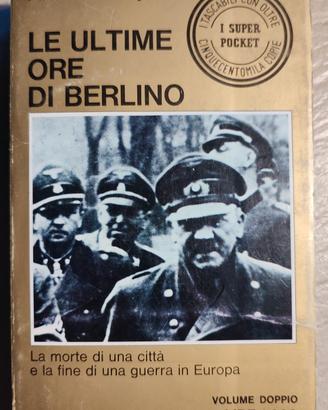 LE ULTIME
ORE
DI BERLINO
I TASCABILI CON OLTRE
I SUPER
POCKET
CINQUECENTOMILA COPIE
La morte di una città
e la fine di una guerra in Europa
VOLUME DOPPIO